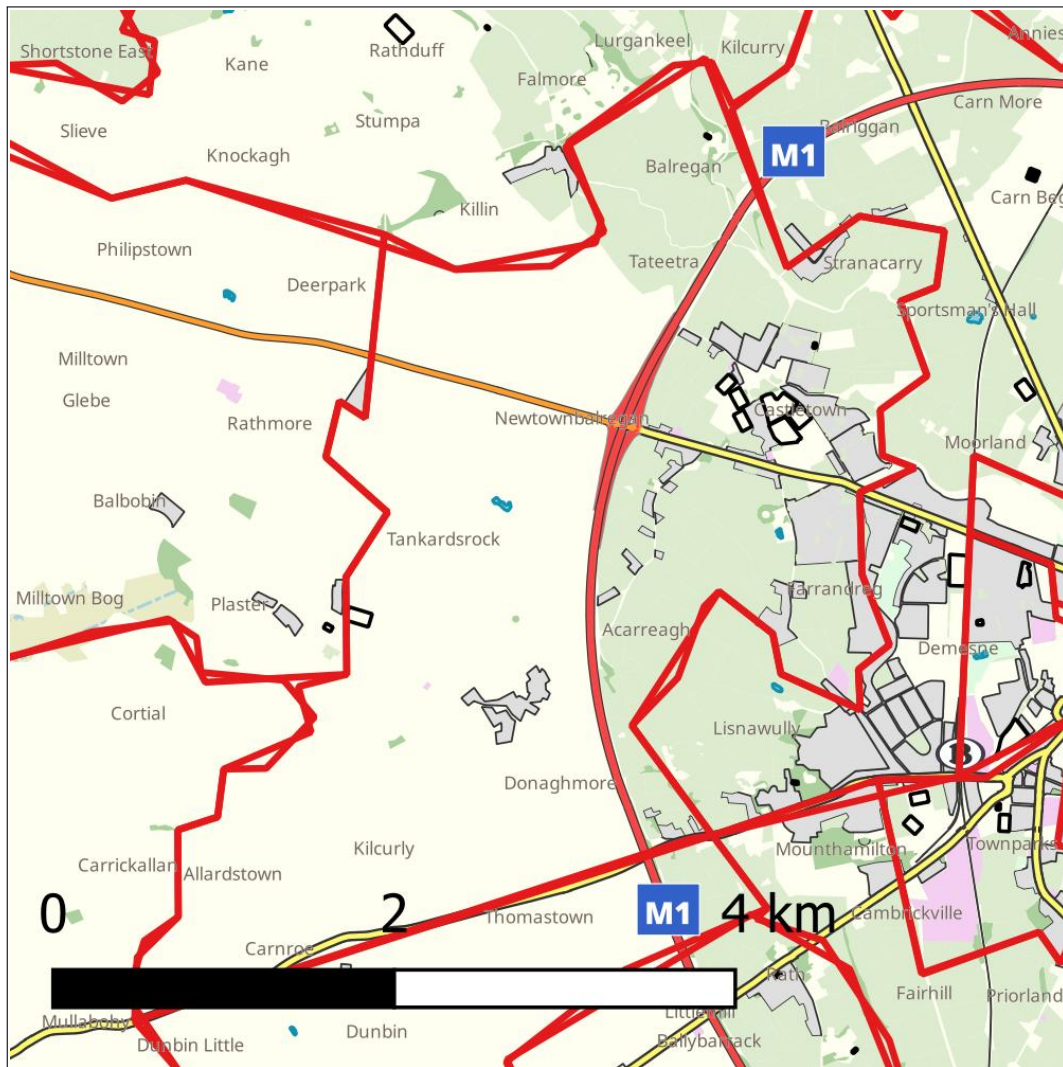 Lurgankeel
Kilcurry
Annies
Shortstone East
Rathduff
Kane
Falmore
Carn More
Stumpa
Slieve
Balriggan
M1
Knockagh
Balregan
Carn Beg
Killin
Philipstown
Tateetra
Stranacarry
Deerpark
Sportsman's Hall
Milltown
Glebe
Castletown
Newtownbalregan
Rathmore
Moorland
Balbobin
Tankardsrock
Farrandreg
Milltown Bog
Plaster
Acarreagh
Demesne
Cortial
Lisnawully
Donaghmore
Kilcurly
Mounthamilton
Townparks
Carrickallan
Allardstown
0
2
4 km
M1
Thomastown
Cambrickville
Carnroe
Rath
Fairhill
Priorland
Littlemill
Mullabohy
Dunbin
Dunbin Little
Ballybarrack